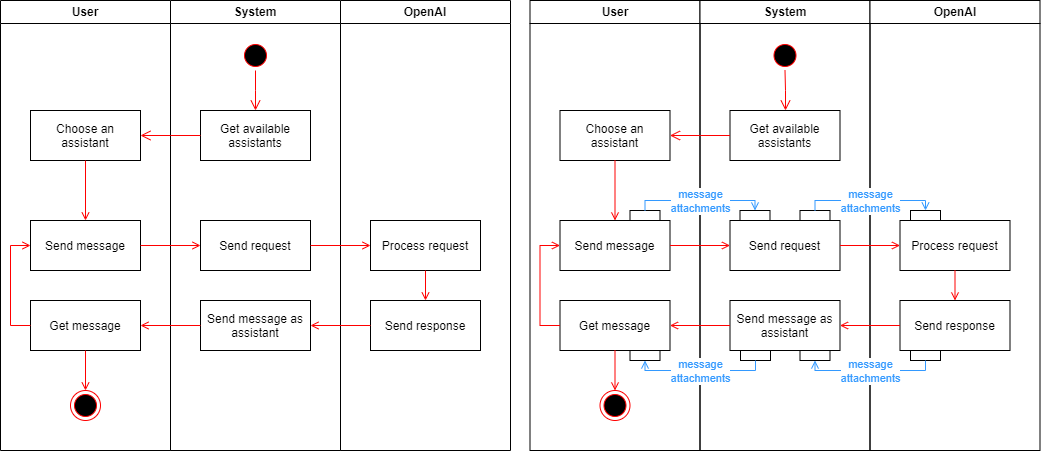 User System OpenAI
Choose an
assistant
Get available
assistants
Send message
Send request
Process request
Get message
Send message as
assistant
Send response
User System OpenAI
Choose an
assistant
Get available
assistants
message
attachments
message
attachments
Send message
Send request
Process request
Get message
Send message as
assistant
Send response
message
attachments
message
attachments